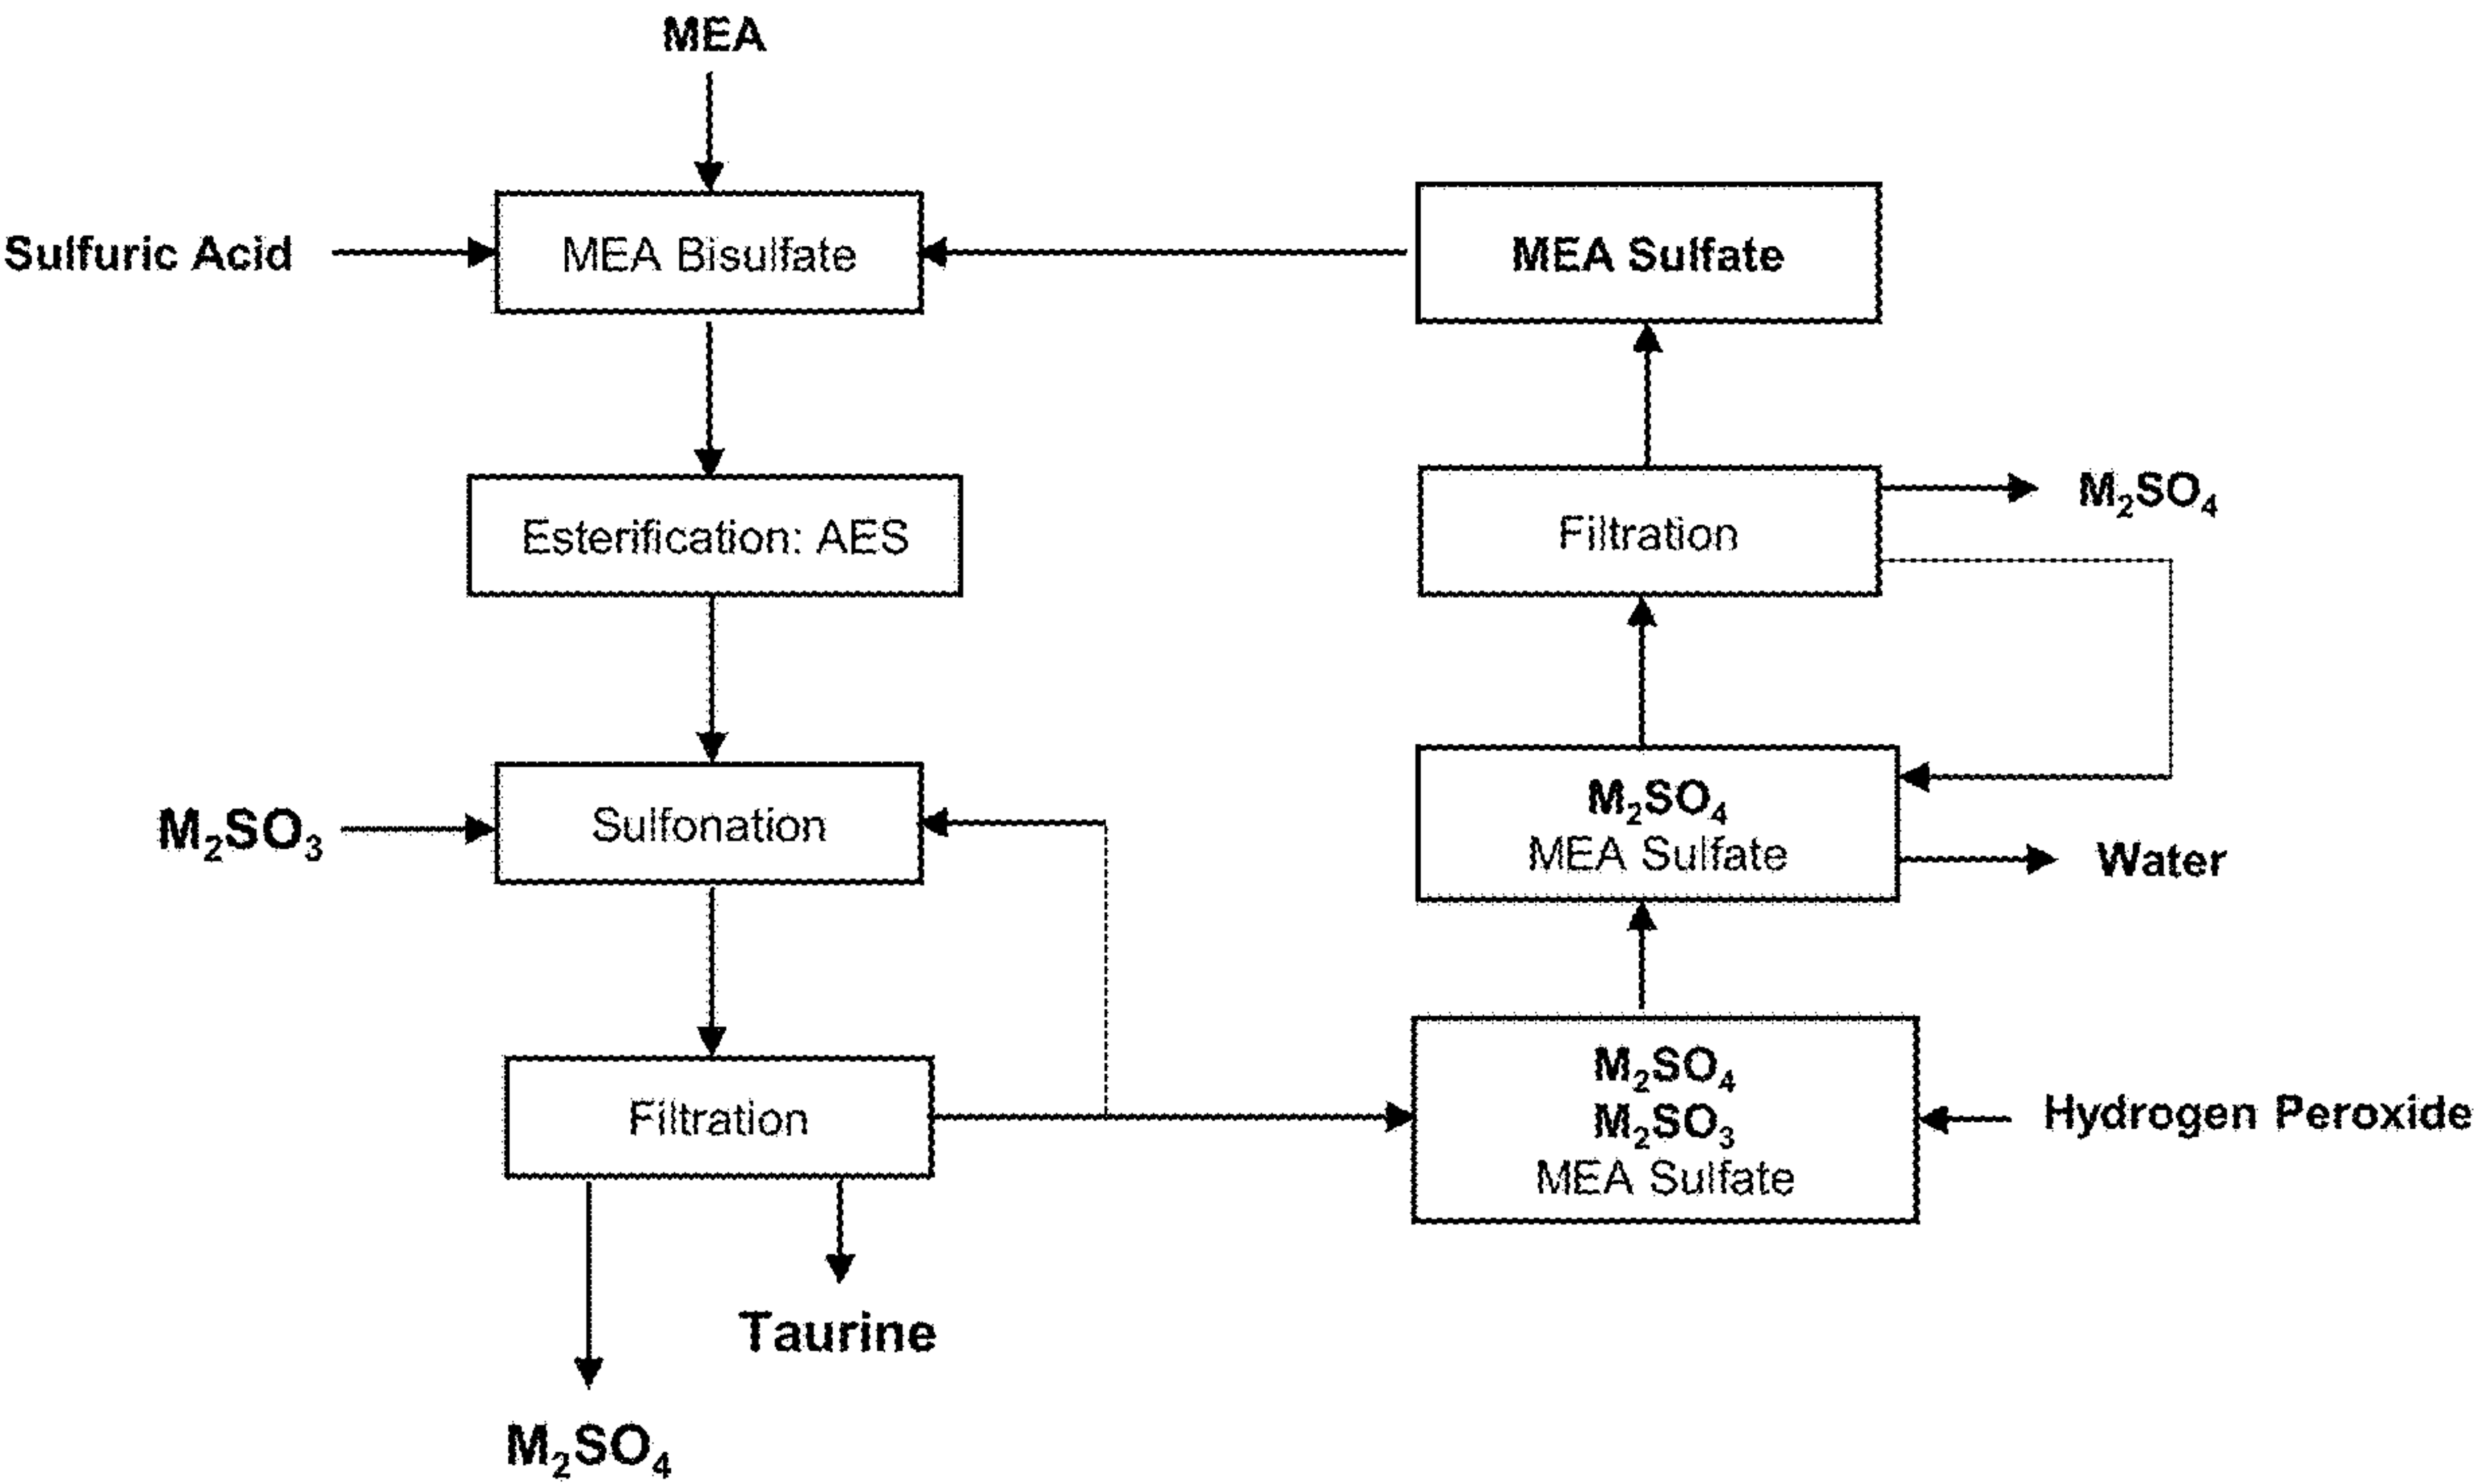 MEA
Sulfuric Acid
MEA Bisulfate
MEA Sulfate
Esterification: AES
Filtration
M₂SO₄
M₂SO₃
Sulfonation
M₂SO₄
MEA Sulfate
Water
Filtration
M₂SO₄
M₂SO₃
MEA Sulfate
Hydrogen Peroxide
Taurine
M₂SO₄